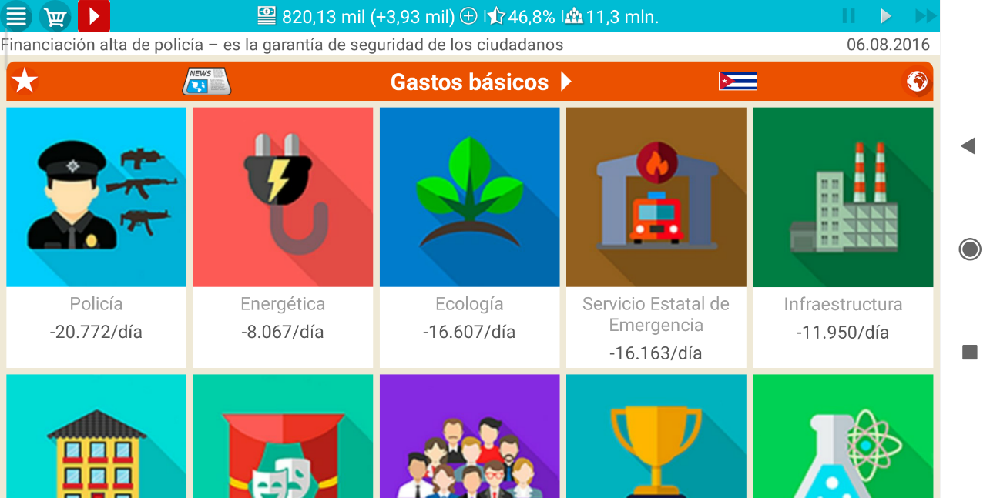 820,13 mil (+3,93 mil) 46,8% 11,3 mln.
Financiación alta de policía – es la garantía de seguridad de los ciudadanos 06.08.2016
NEWS Gastos básicos
Policía
-20.772/día
Energética
-8.067/día
Ecología
-16.607/día
Servicio Estatal de
Emergencia
-16.163/día
Infraestructura
-11.950/día